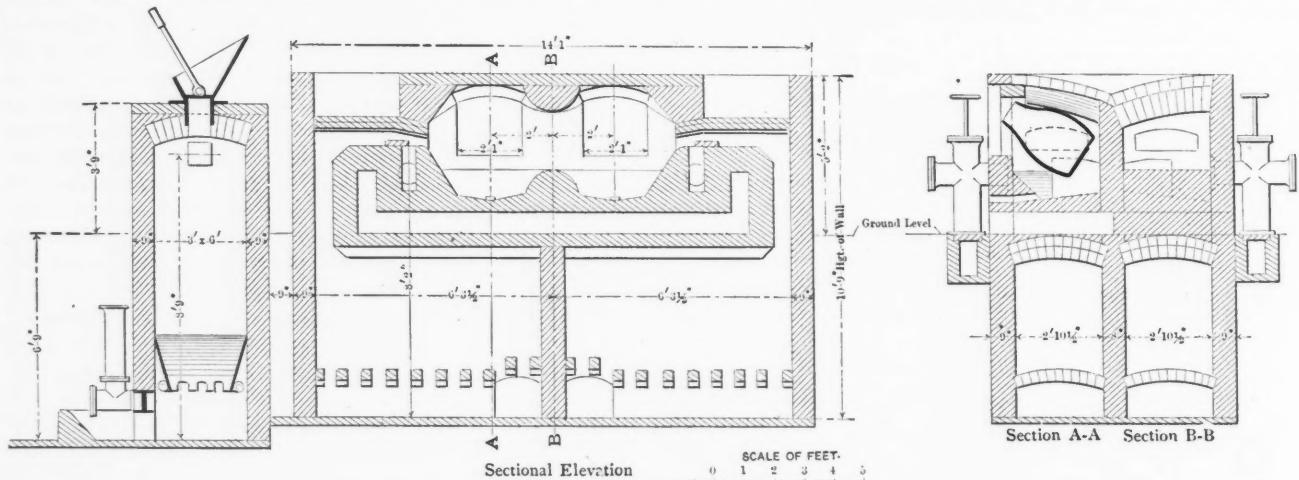 14'1"
A
B
3'9"
2'
2'
2'1"
2'1"
10'9" Hgt. of Wall
Ground Level
9"
3' x 6'
9"
8'9"
6'9"
9"
9"
6'3½"
6'3½"
9"
8'2"
9"
2'10½"
2'10½"
9"
A
B
Section A-A
Section B-B
Sectional Elevation
SCALE OF FEET.
0 1 2 3 4 5